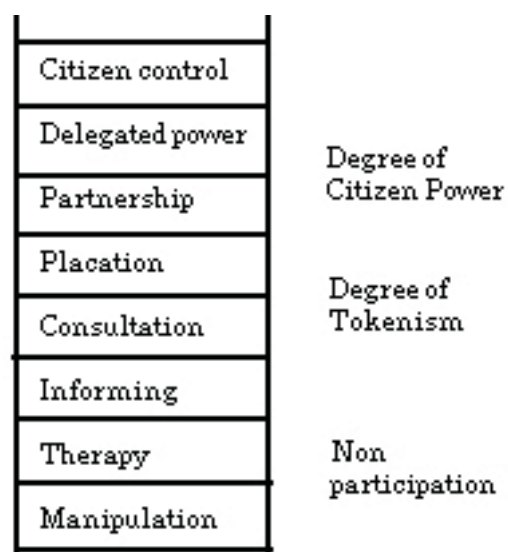 Citizen control
Delegated power
Partnership
Placation
Consultation
Informing
Therapy
Manipulation
Degree of
Citizen Power
Degree of
Tokenism
Non
participation